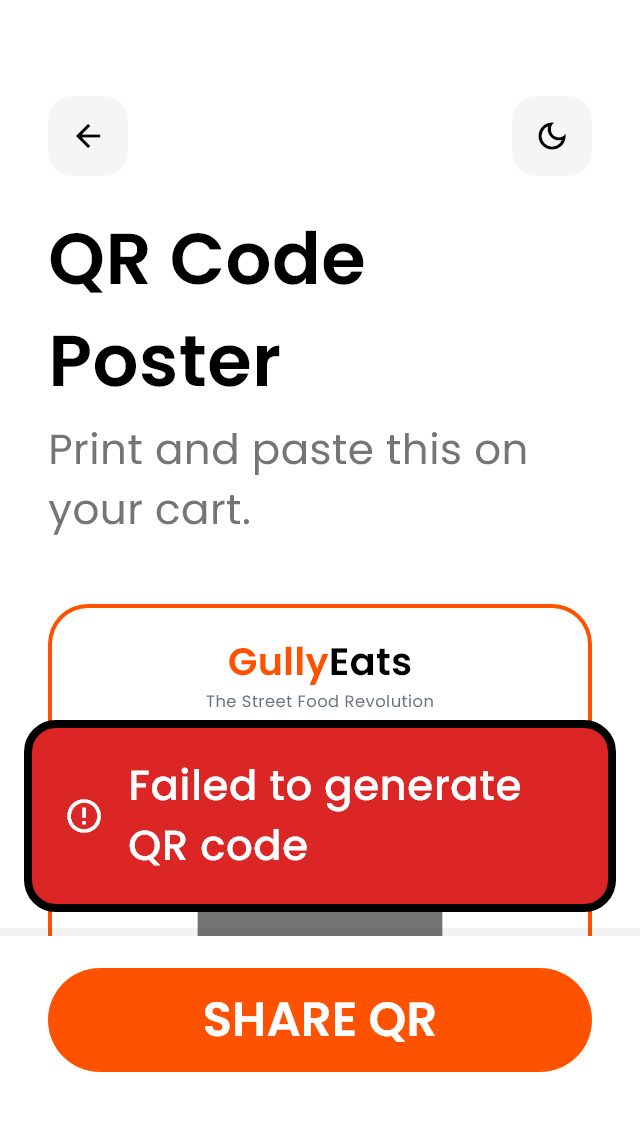 QR Code
Poster
Print and paste this on
your cart.
GullyEats
The Street Food Revolution
Failed to generate
QR code
SHARE QR